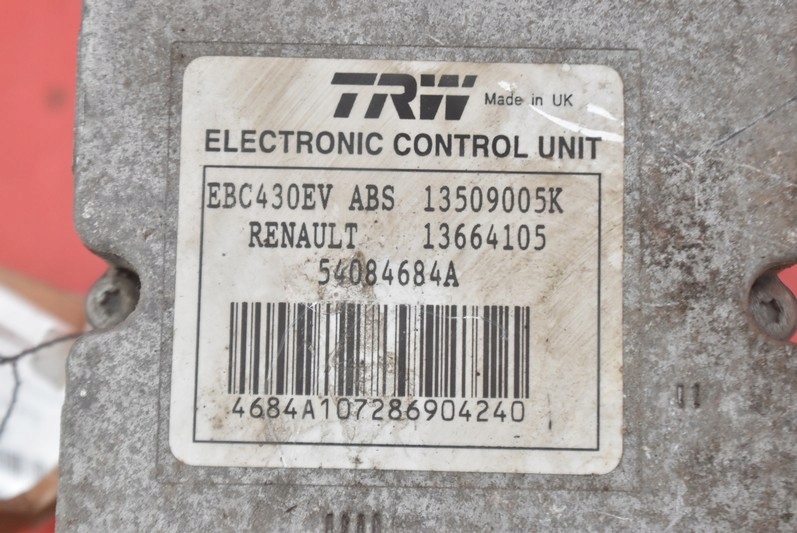 TRW Made in UK
ELECTRONIC CONTROL UNIT
EBC430EV ABS 13509005K
RENAULT 13664105
54084684A
4684A107286904240